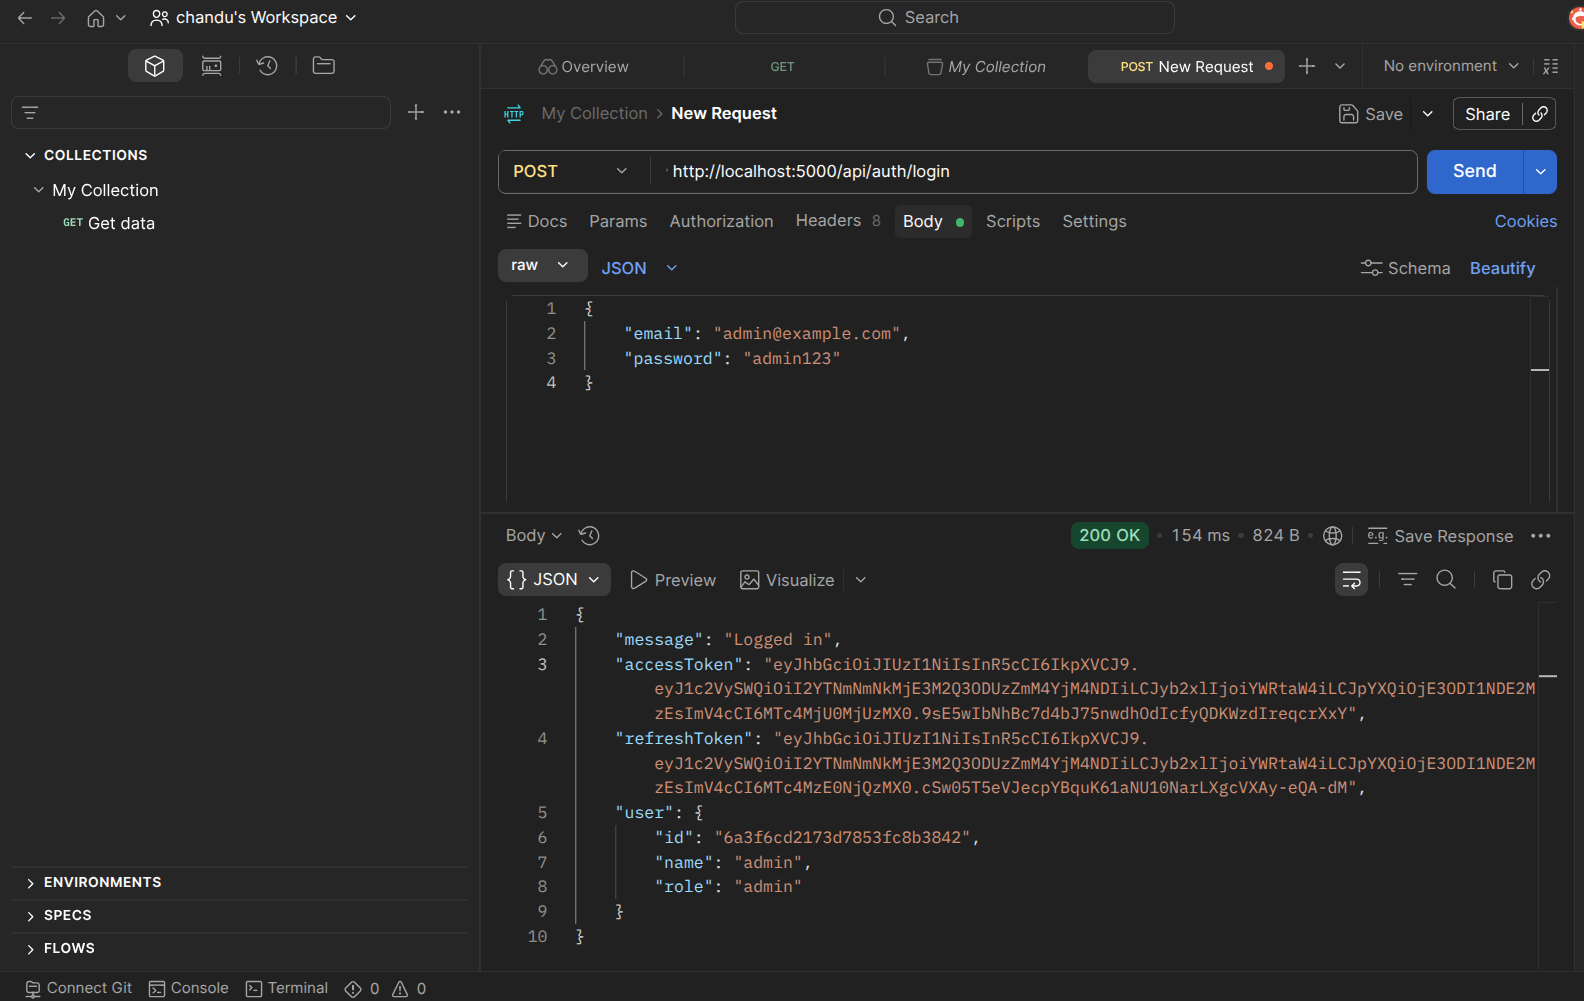 chandu's Workspace
Search
Overview
GET
My Collection
POST New Request
No environment
COLLECTIONS
My Collection
GET Get data
HTTP
My Collection > New Request
Save
Share
POST
http://localhost:5000/api/auth/login
Send
Docs
Params
Authorization
Headers 8
Body
Scripts
Settings
Cookies
raw
JSON
Schema
Beautify
1 {
2 "email": "admin@example.com",
3 "password": "admin123"
4 }
Body
200 OK
154 ms
824 B
e.g. Save Response
{} JSON
Preview
Visualize
1 {
2 "message": "Logged in",
3 "accessToken": "eyJhbGciOiJIUzI1NiIsInR5cCI6IkpXVCJ9.
eyJ1c2VySWQiOiI2YTNmNmNkMjE3M2Q3ODUzZmM4YjM4NDIiLCJyb2xlIjoiYWRtaW4iLCJpYXQiOjE3ODI1NDE2M
zEsImV4cCI6MTc4MjU0MjUzMX0.9sE5wIbNhBc7d4bJ75nwdhOdIcfyQDKWzdIreqcrXxY",
4 "refreshToken": "eyJhbGciOiJIUzI1NiIsInR5cCI6IkpXVCJ9.
eyJ1c2VySWQiOiI2YTNmNmNkMjE3M2Q3ODUzZmM4YjM4NDIiLCJyb2xlIjoiYWRtaW4iLCJpYXQiOjE3ODI1NDE2M
zEsImV4cCI6MTc4MzE0NjQzMX0.cSw05T5eVJecpYBquK61aNU10NarLXgcVXAy-eQA-dM",
5 "user": {
6 "id": "6a3f6cd2173d7853fc8b3842",
7 "name": "admin",
8 "role": "admin"
9 }
10 }
ENVIRONMENTS
SPECS
FLOWS
Connect Git
Console
Terminal
0
0